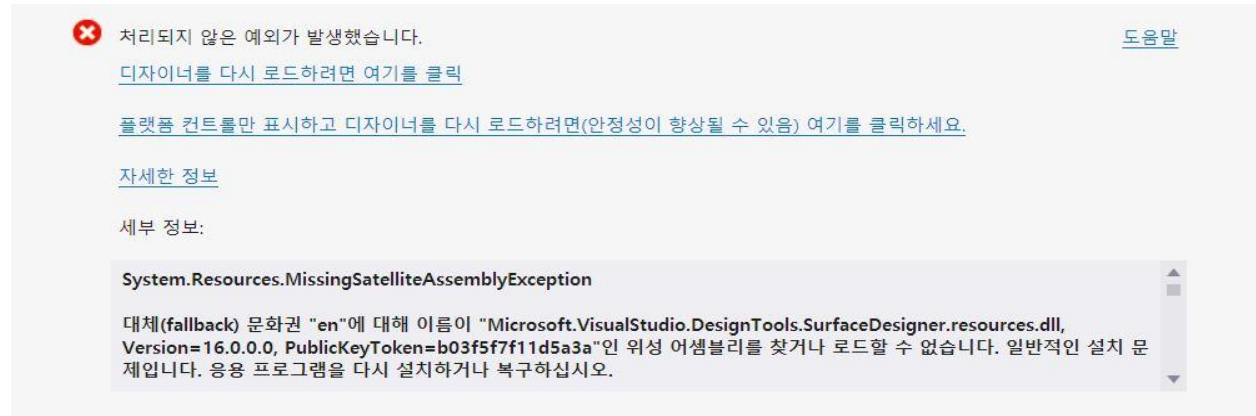 처리되지 않은 예외가 발생했습니다.
도움말
디자이너를 다시 로드하려면 여기를 클릭
플랫폼 컨트롤만 표시하고 디자이너를 다시 로드하려면(안정성이 향상될 수 있음) 여기를 클릭하세요.
자세한 정보
세부 정보:
System.Resources.MissingSatelliteAssemblyException
대체(fallback) 문화권 "en"에 대해 이름이 "Microsoft.VisualStudio.DesignTools.SurfaceDesigner.resources.dll,
Version=16.0.0.0, PublicKeyToken=b03f5f7f11d5a3a"인 위성 어셈블리를 찾거나 로드할 수 없습니다. 일반적인 설치 문
제입니다. 응용 프로그램을 다시 설치하거나 복구하십시오.